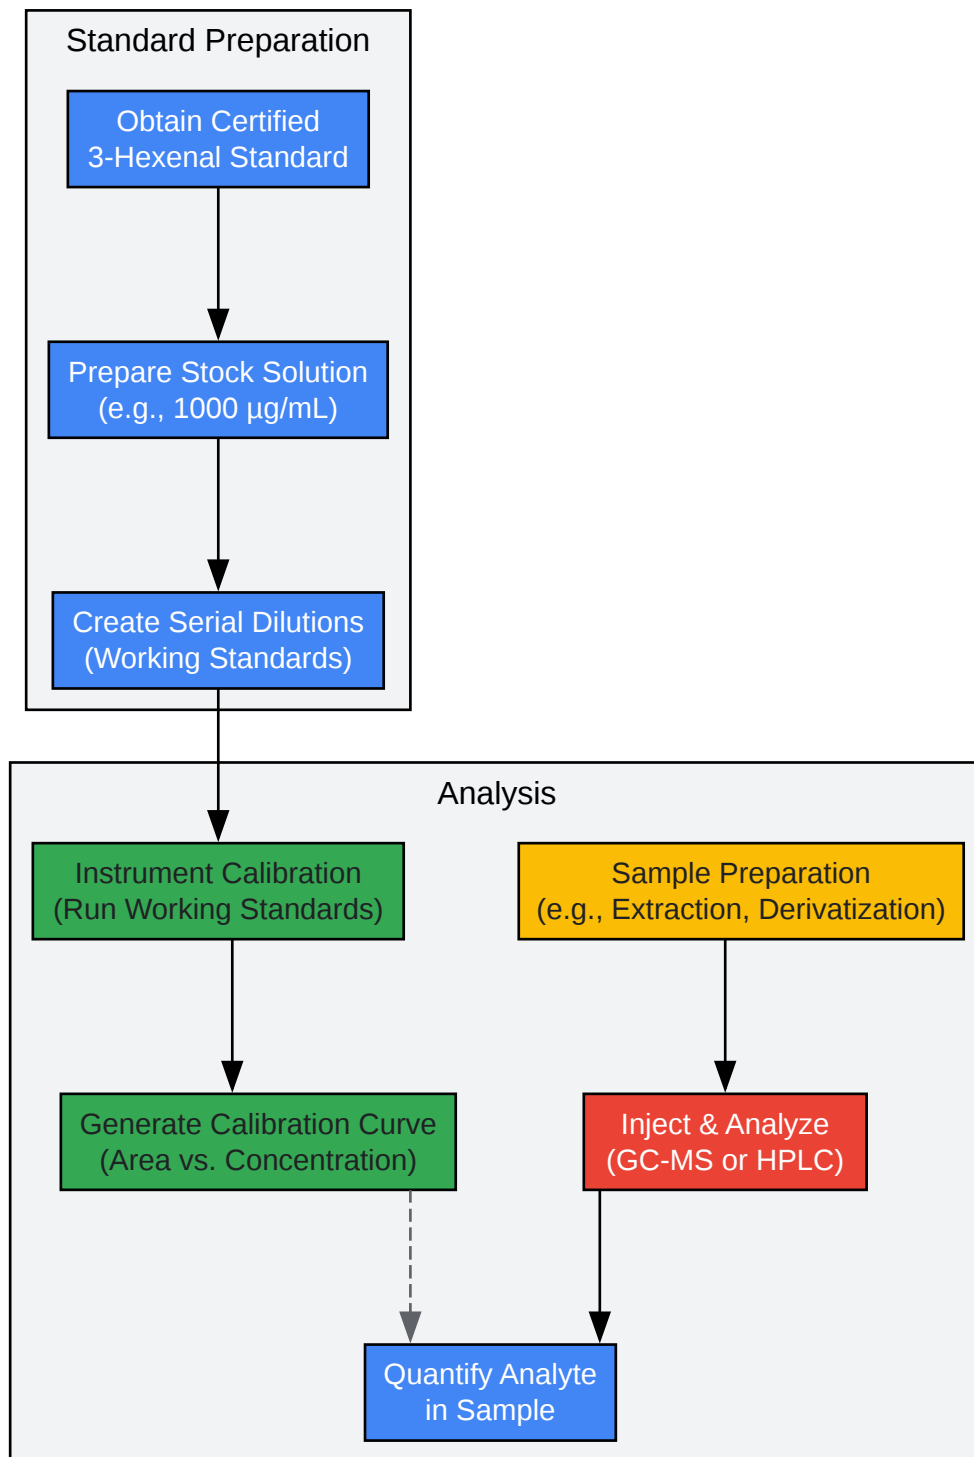 Standard Preparation
Obtain Certified
3-Hexenal Standard
Prepare Stock Solution
(e.g., 1000 µg/mL)
Create Serial Dilutions
(Working Standards)
Analysis
Instrument Calibration
(Run Working Standards)
Sample Preparation
(e.g., Extraction, Derivatization)
Generate Calibration Curve
(Area vs. Concentration)
Inject & Analyze
(GC-MS or HPLC)
Quantify Analyte
in Sample